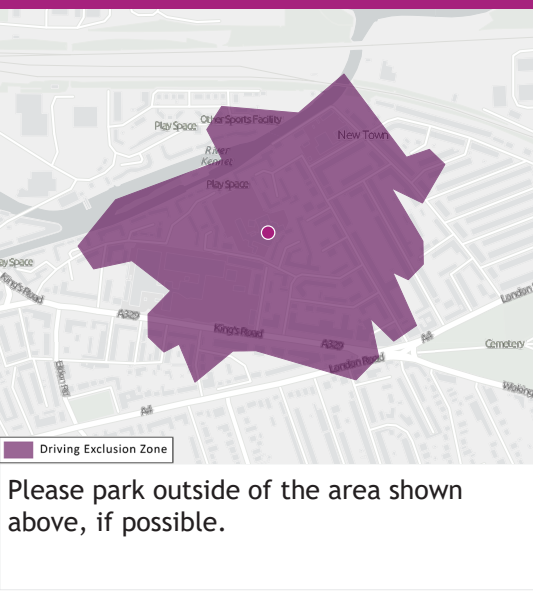 Other Sports Facility
Play Space
New Town
River
Kennet
Play Space
ay Space
King's Road
London
A329
King's Road
A329
A4
Cemetery
London Road
Eldon Rd
Woking
A4
Driving Exclusion Zone
Please park outside of the area shown
above, if possible.